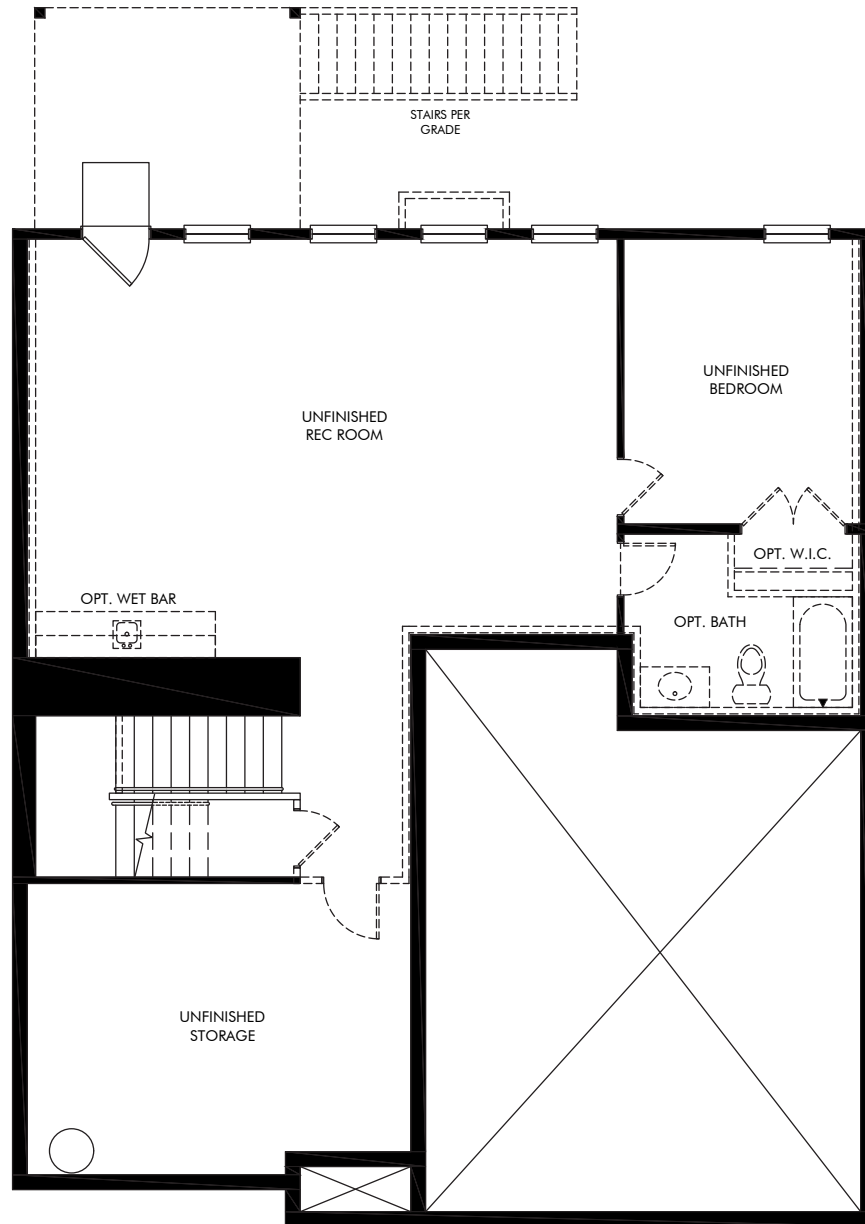 STAIRS PER
GRADE
UNFINISHED
BEDROOM
UNFINISHED
REC ROOM
OPT. W.I.C.
OPT. WET BAR
OPT. BATH
UNFINISHED
STORAGE